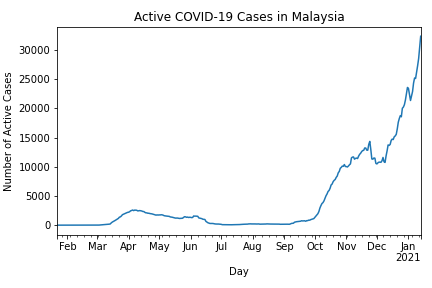 Active COVID-19 Cases in Malaysia
Number of Active Cases
30000
25000
20000
15000
10000
5000
0
Feb Mar Apr May Jun Jul Aug Sep Oct Nov Dec Jan
2021
Day